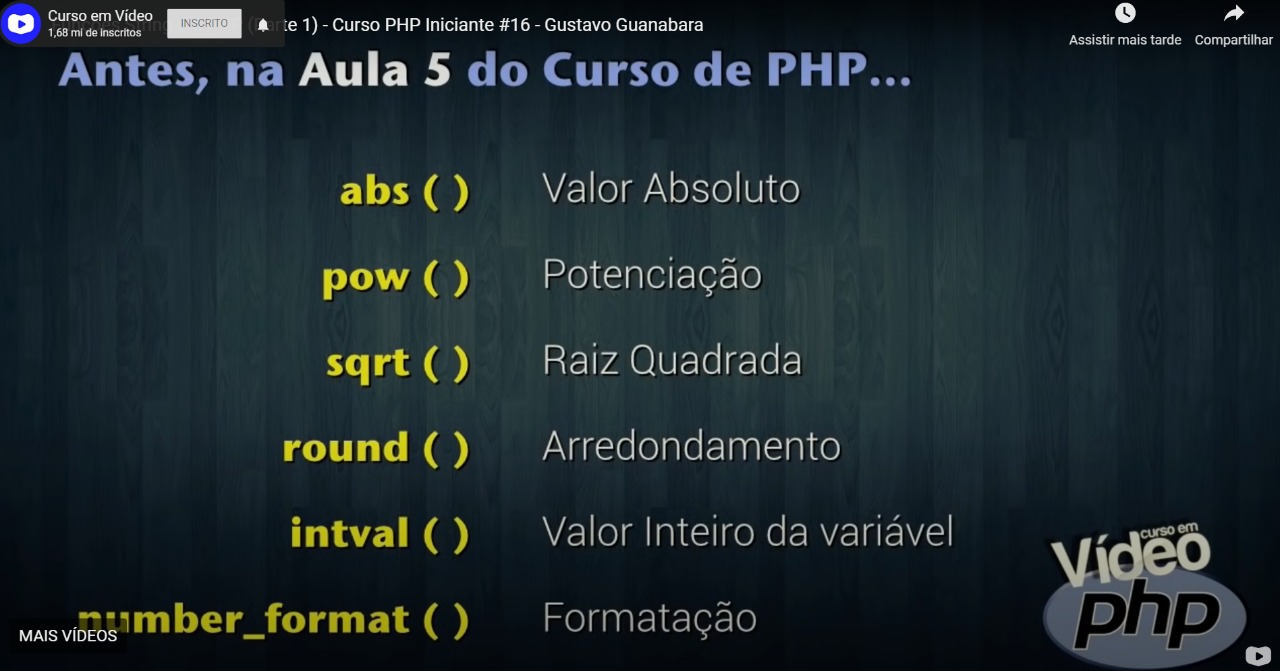 Curso em Vídeo
1,68 mi de inscritos
INSCRITO
rte 1) - Curso PHP Iniciante #16 - Gustavo Guanabara
Assistir mais tarde
Compartilhar
Antes, na Aula 5 do Curso de PHP...
abs ( ) Valor Absoluto
pow ( ) Potenciação
sqrt ( ) Raiz Quadrada
round ( ) Arredondamento
intval ( ) Valor Inteiro da variável
number_format ( ) Formatação
MAIS VÍDEOS
curso em
Vídeo
php